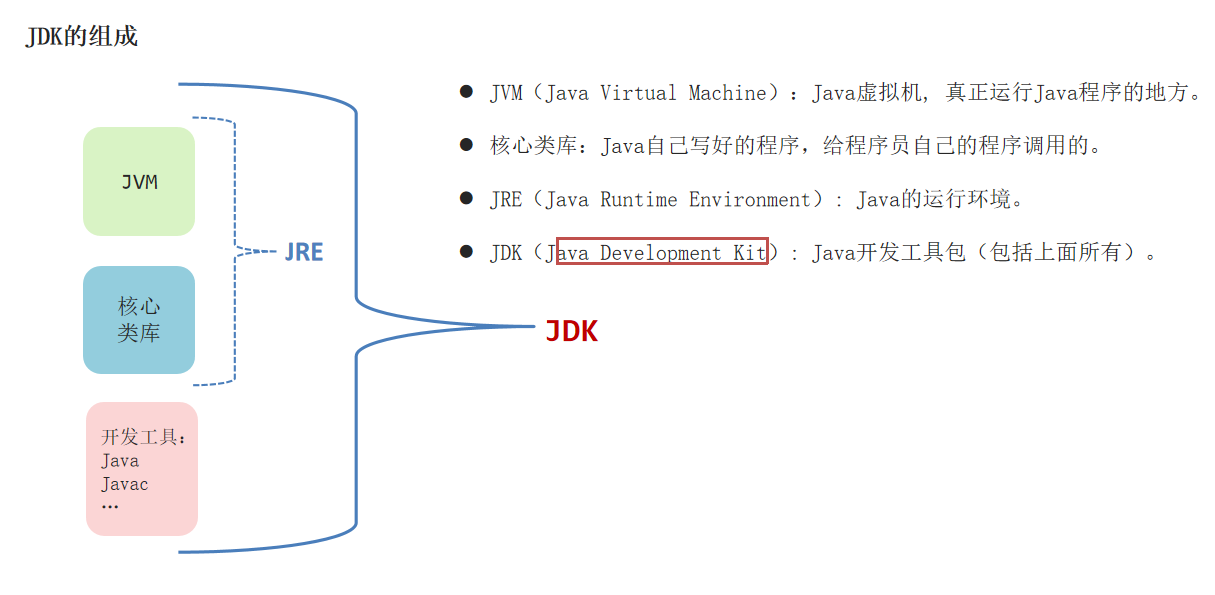 JDK的组成
JVM
核心
类库
开发工具：
Java
Javac
…
JRE
JDK
● JVM（Java Virtual Machine）：Java虚拟机, 真正运行Java程序的地方。
● 核心类库：Java自己写好的程序，给程序员自己的程序调用的。
● JRE（Java Runtime Environment）: Java的运行环境。
● JDK（Java Development Kit）: Java开发工具包（包括上面所有）。